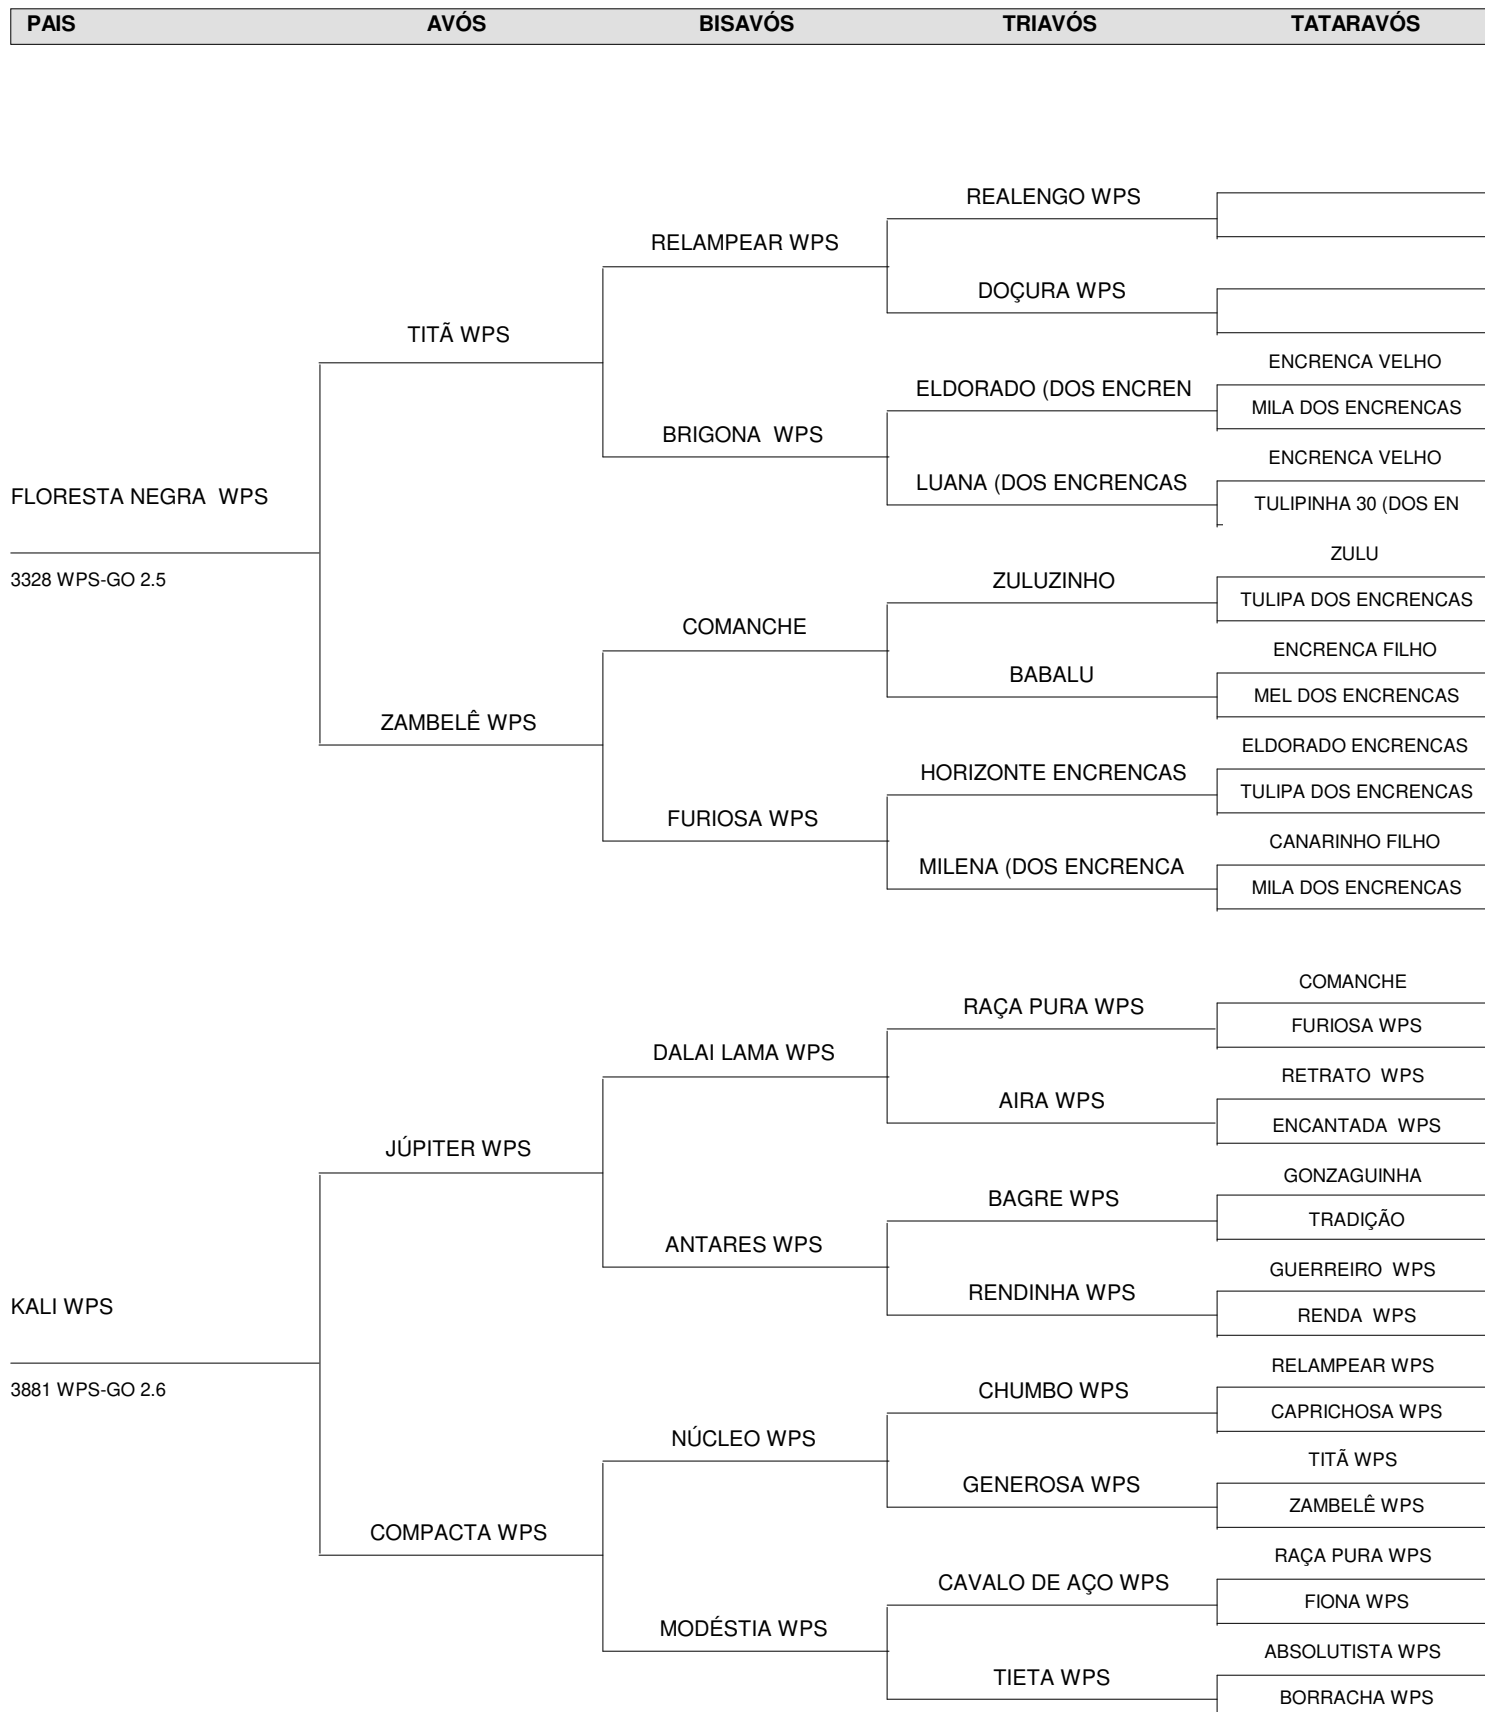 PAIS AVÓS BISAVÓS TRIAVÓS TATARAVÓS
REALENGO WPS
RELAMPEAR WPS
DOÇURA WPS
TITÃ WPS
ENCRENCA VELHO
ELDORADO (DOS ENCREN
MILA DOS ENCRENCAS
BRIGONA WPS
ENCRENCA VELHO
LUANA (DOS ENCRENCAS
FLORESTA NEGRA WPS
TULIPINHA 30 (DOS EN
ZULU
3328 WPS-GO 2.5
ZULUZINHO
TULIPA DOS ENCRENCAS
COMANCHE
ENCRENCA FILHO
BABALU
MEL DOS ENCRENCAS
ZAMBELÊ WPS
ELDORADO ENCRENCAS
HORIZONTE ENCRENCAS
TULIPA DOS ENCRENCAS
FURIOSA WPS
CANARINHO FILHO
MILENA (DOS ENCRENCA
MILA DOS ENCRENCAS
COMANCHE
RAÇA PURA WPS
FURIOSA WPS
DALAI LAMA WPS
RETRATO WPS
AIRA WPS
ENCANTADA WPS
JÚPITER WPS
GONZAGUINHA
BAGRE WPS
TRADIÇÃO
ANTARES WPS
GUERREIRO WPS
RENDINHA WPS
KALI WPS
RENDA WPS
RELAMPEAR WPS
3881 WPS-GO 2.6
CHUMBO WPS
CAPRICHOSA WPS
NÚCLEO WPS
TITÃ WPS
GENEROSA WPS
ZAMBELÊ WPS
COMPACTA WPS
RAÇA PURA WPS
CAVALO DE AÇO WPS
FIONA WPS
MODÉSTIA WPS
ABSOLUTISTA WPS
TIETA WPS
BORRACHA WPS